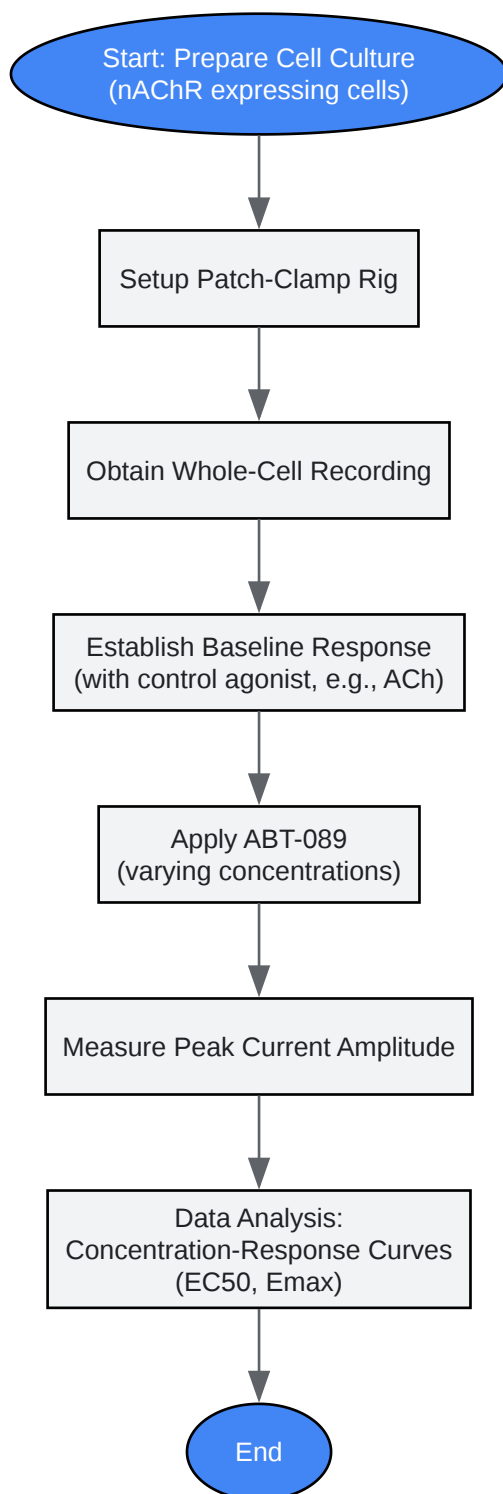 Start: Prepare Cell Culture
(nAChR expressing cells)
Setup Patch-Clamp Rig
Obtain Whole-Cell Recording
Establish Baseline Response
(with control agonist, e.g., ACh)
Apply ABT-089
(varying concentrations)
Measure Peak Current Amplitude
Data Analysis:
Concentration-Response Curves
(EC50, Emax)
End